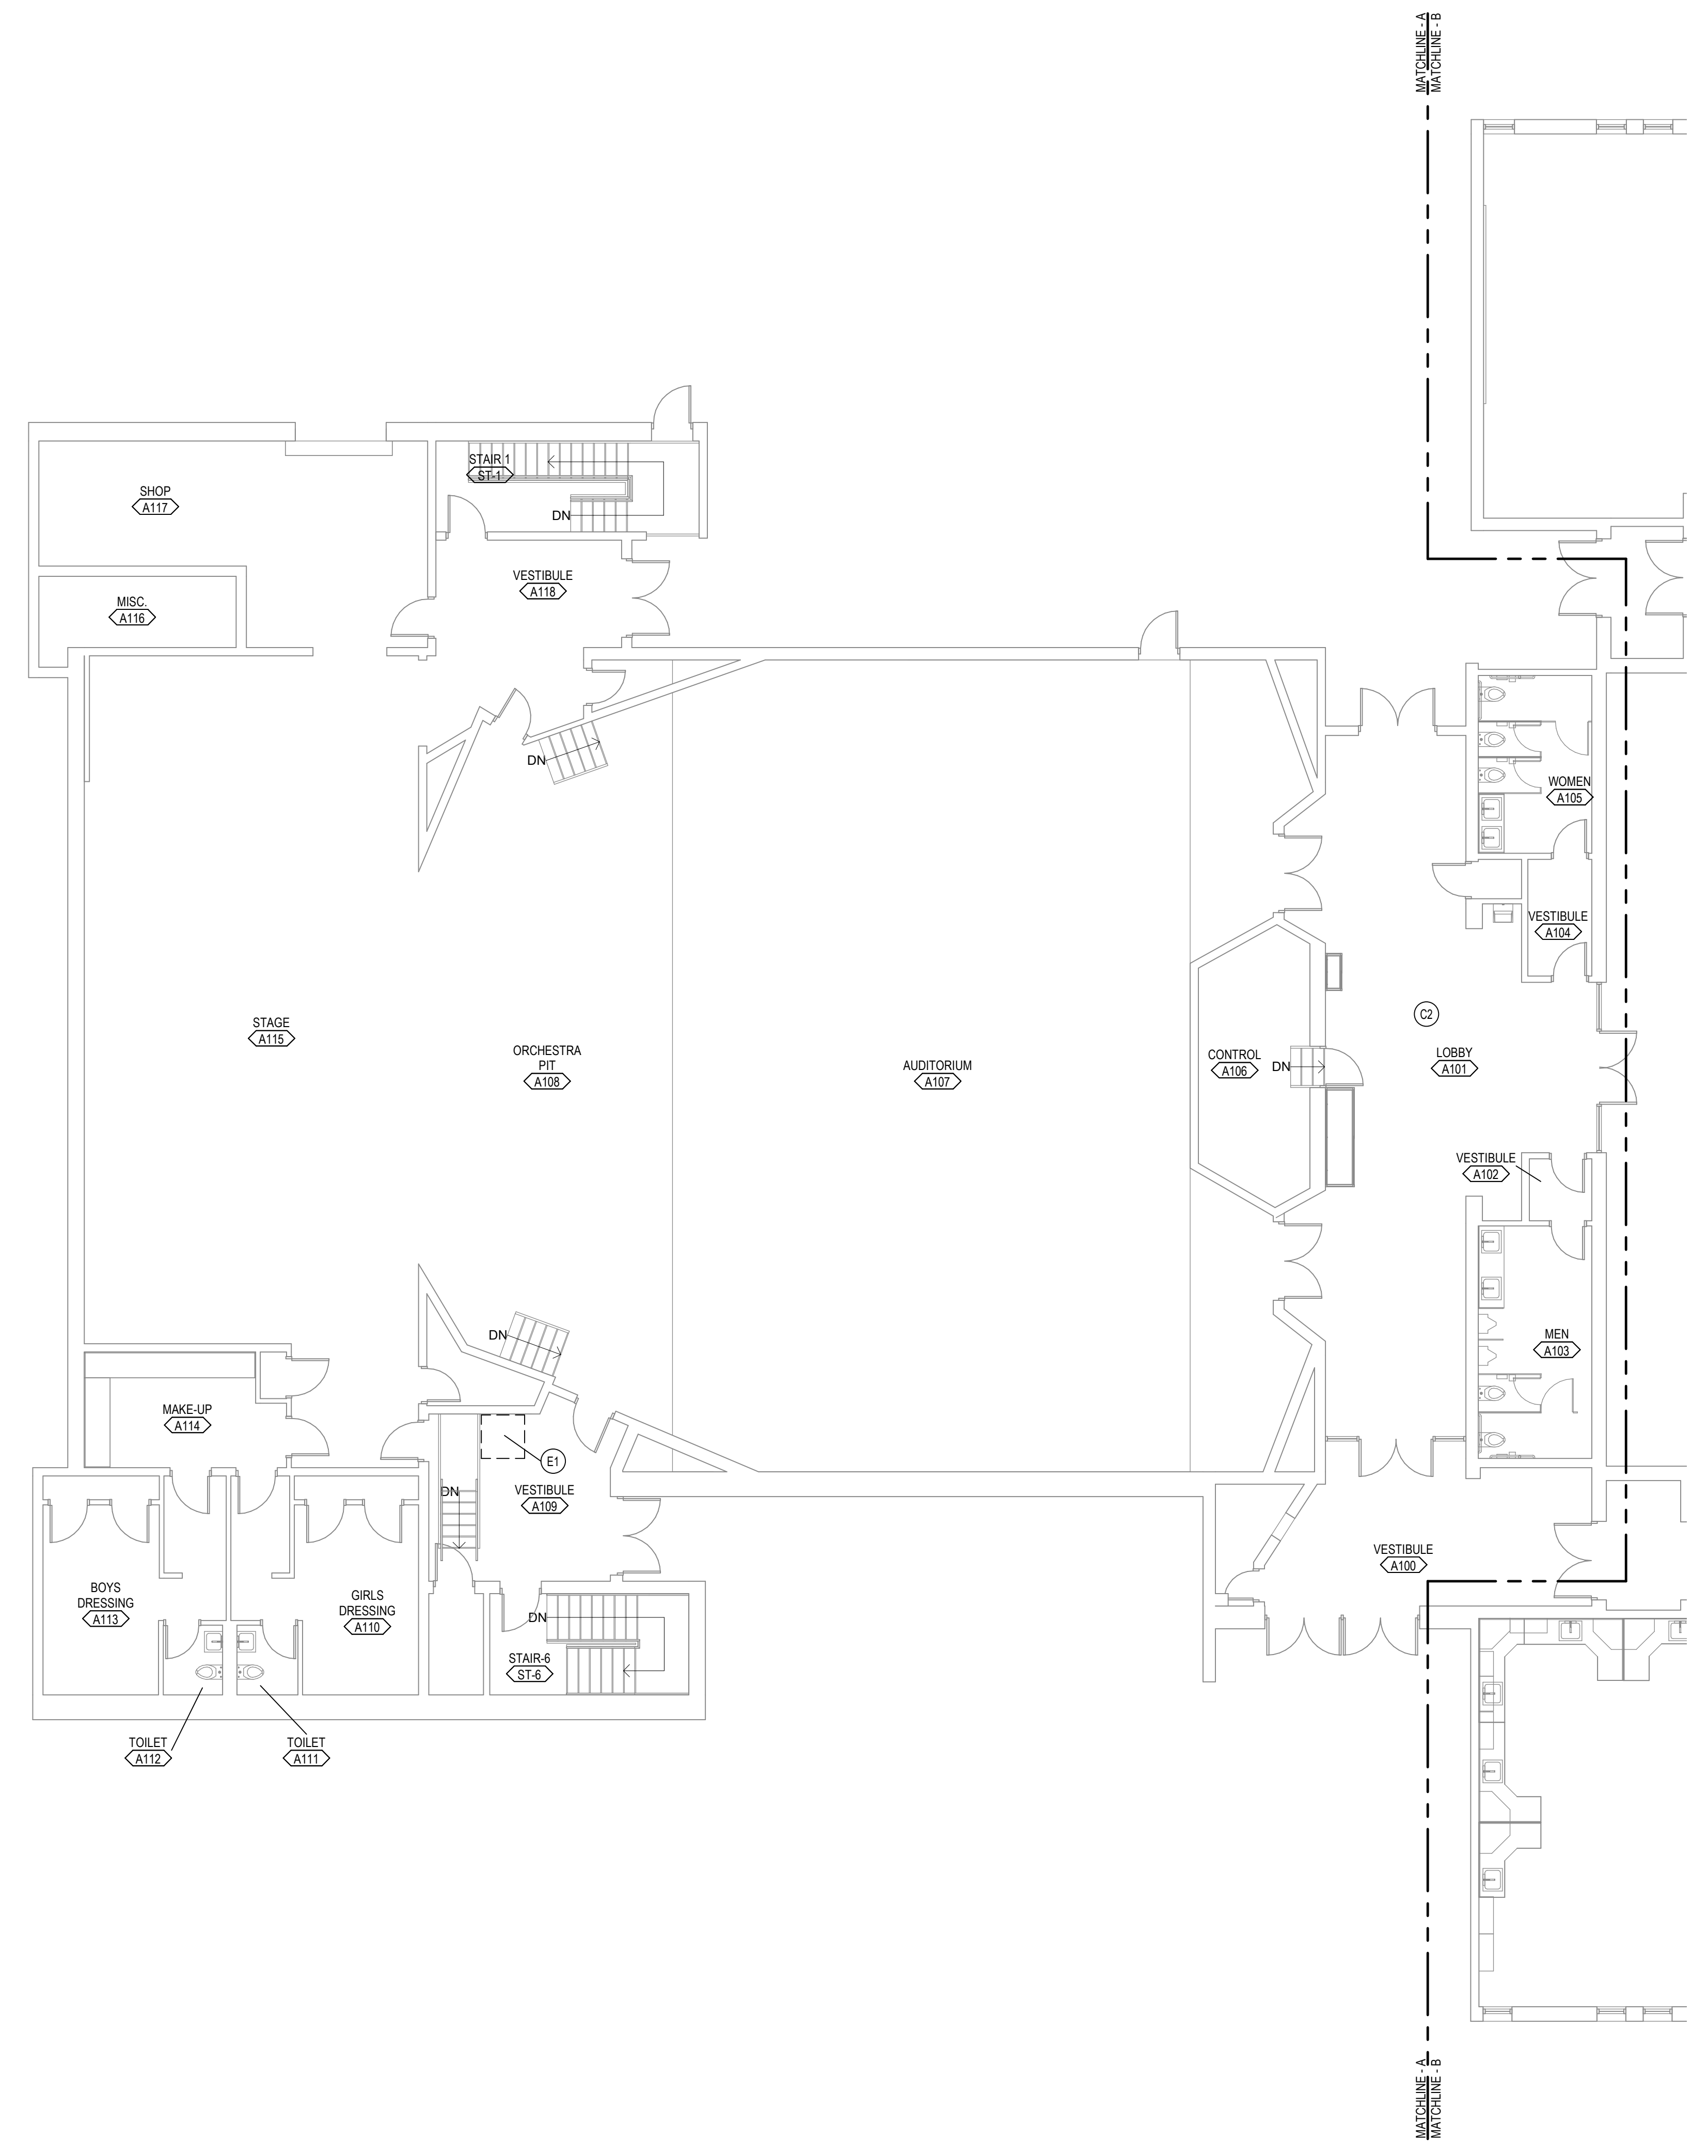 MATCHLINE - A
MATCHLINE - B
STAIR 1
ST-1
DN
SHOP
A117
VESTIBULE
A118
MISC.
A116
DN
WOMEN
A105
VESTIBULE
A104
C2
STAGE
A115
ORCHESTRA
PIT
A108
AUDITORIUM
A107
CONTROL
A106
DN
LOBBY
A101
VESTIBULE
A102
DN
MEN
A103
MAKE-UP
A114
E1
DN
VESTIBULE
A109
VESTIBULE
A100
BOYS
DRESSING
A113
GIRLS
DRESSING
A110
DN
STAIR-6
ST-6
TOILET
A112
TOILET
A111
MATCHLINE - A
MATCHLINE - B